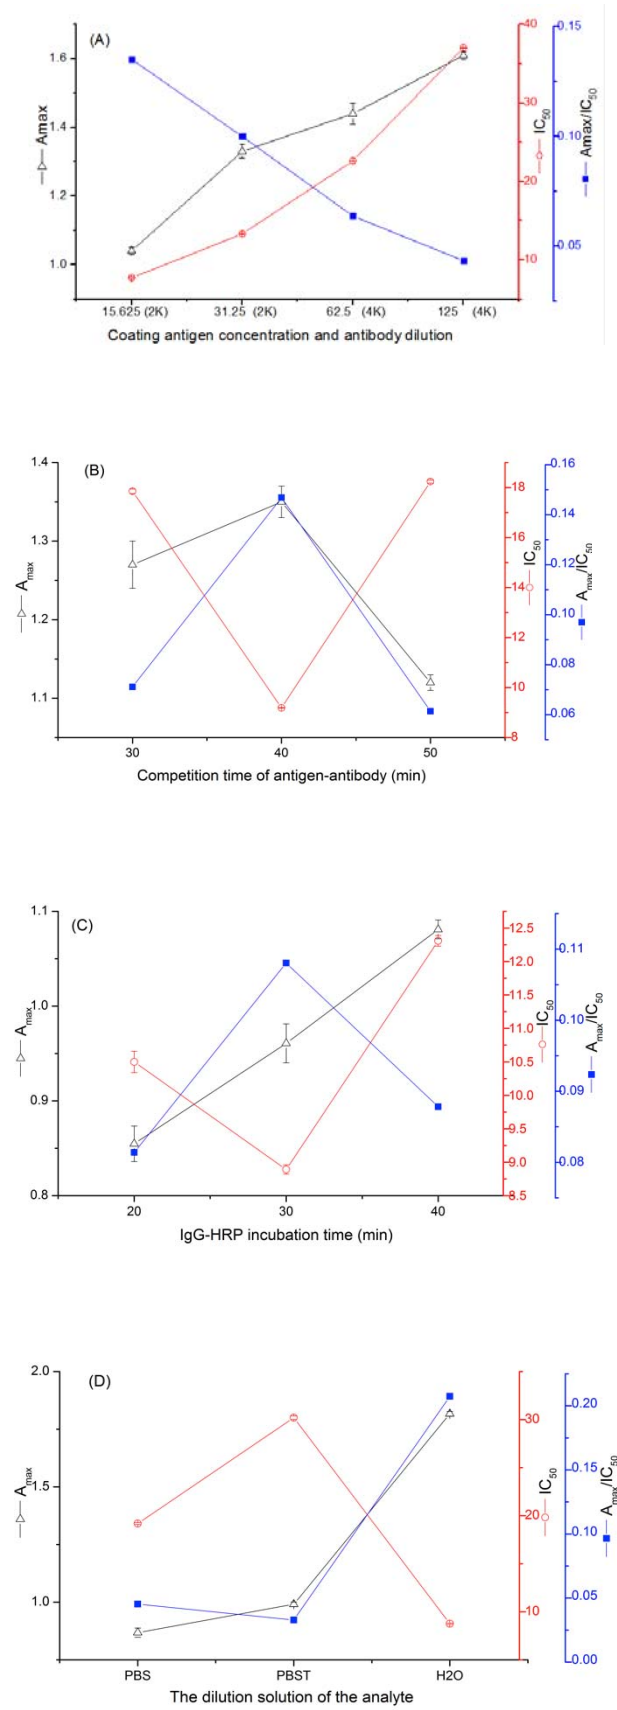 (A)
1.6
1.4
1.2
1.0
Amax
40
30
20
10
IC50
0.15
0.10
0.05
Amax/IC50
15.625 (2K) 31.25 (2K) 62.5 (4K) 125 (4K)
Coating antigen concentration and antibody dilution
(B)
1.4
1.3
1.2
1.1
Amax
18
16
14
12
10
8
IC50
0.16
0.14
0.12
0.10
0.08
0.06
Amax/IC50
30 40 50
Competition time of antigen-antibody (min)
(C)
1.1
1.0
0.9
0.8
Amax
12.5
12.0
11.5
11.0
10.5
10.0
9.5
9.0
8.5
IC50
0.11
0.10
0.09
0.08
Amax/IC50
20 30 40
IgG-HRP incubation time (min)
(D)
2.0
1.5
1.0
Amax
30
20
10
IC50
0.20
0.15
0.10
0.05
0.00
Amax/IC50
PBS PBST H2O
The dilution solution of the analyte